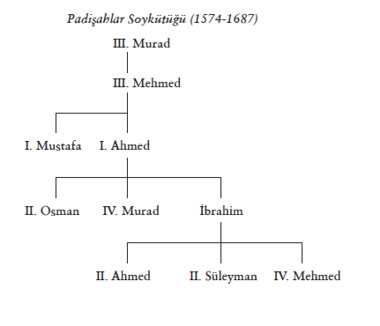 Padişahlar Soykütüğü (1574-1687)
III. Murad
III. Mehmed
I. Mustafa I. Ahmed
II. Osman IV. Murad İbrahim
II. Ahmed II. Süleyman IV. Mehmed